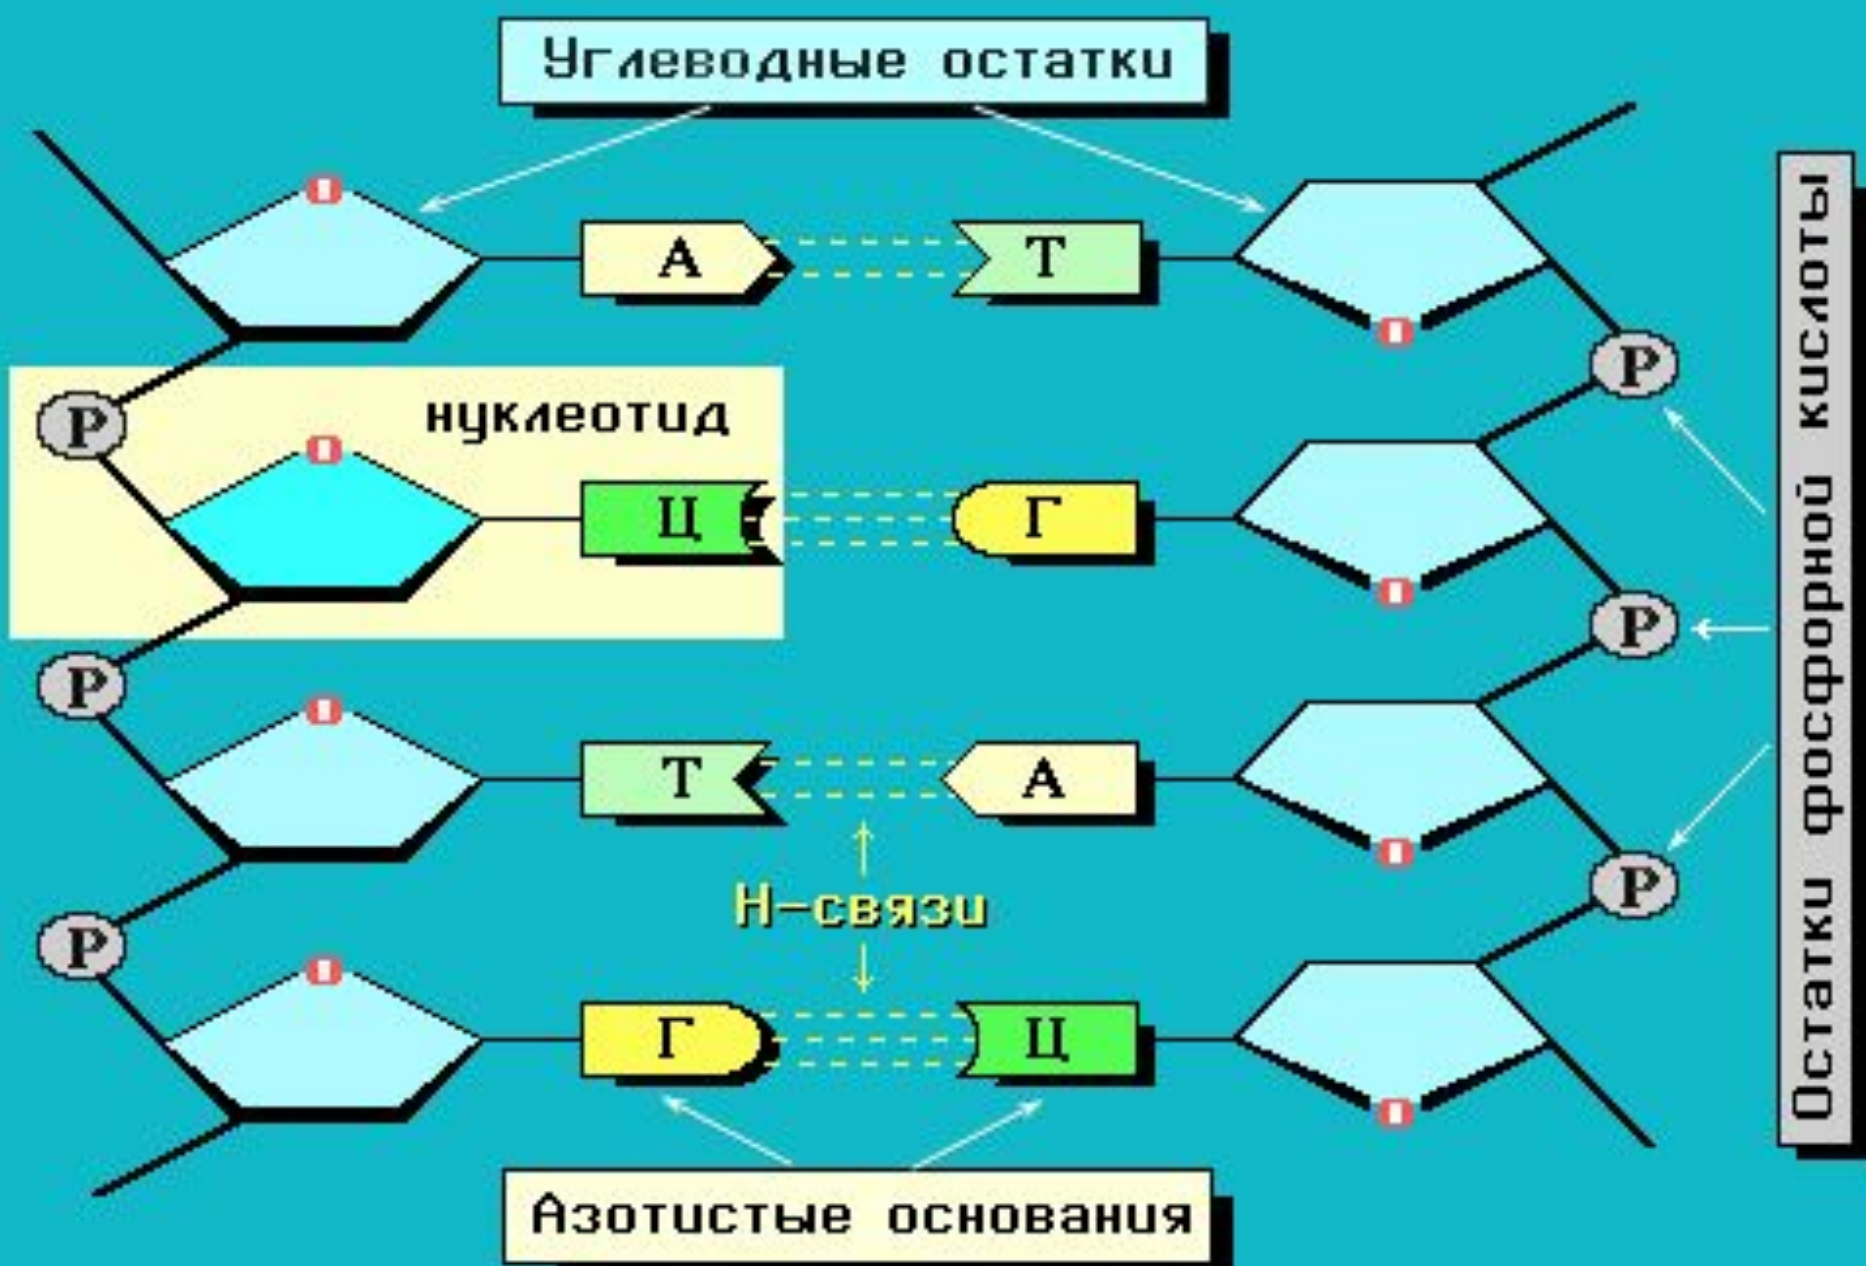 Углеводные остатки
А
Т
Р
Р
нуклеотид
Ц
Г
Р
Р
Т
А
Н-связи
Р
Р
Г
Ц
Азотистые основания
Остатки фосфорной кислоты